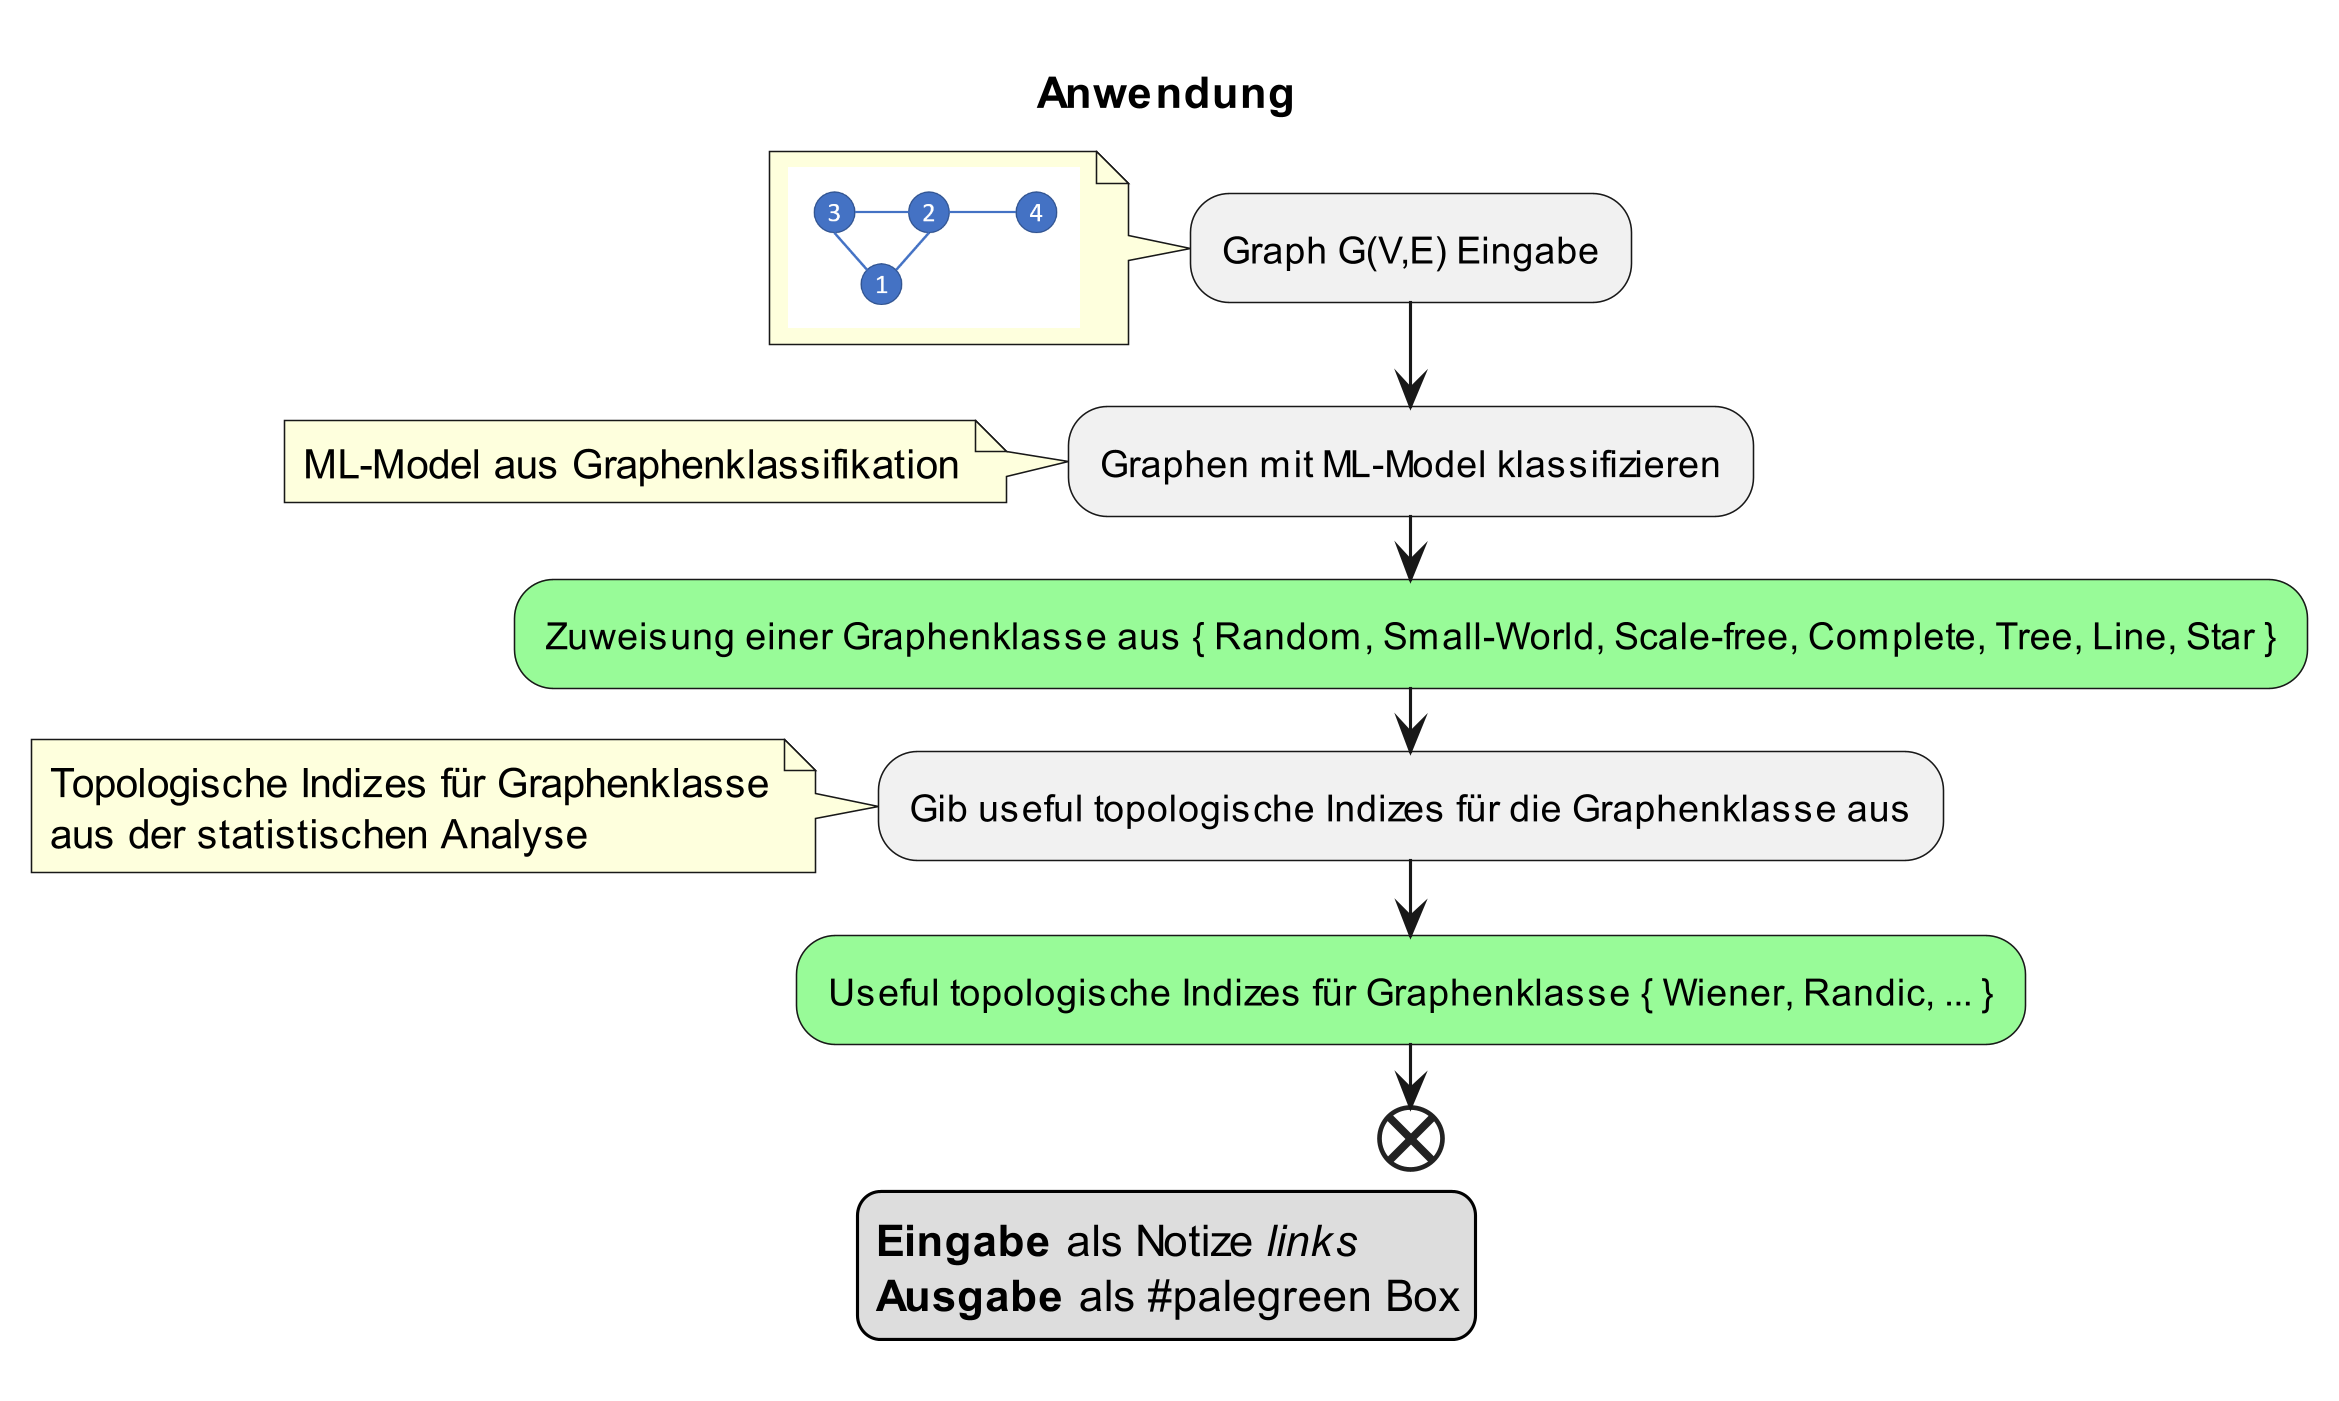 Anwendung
3 2 4
1
Graph G(V,E) Eingabe
ML-Model aus Graphenklassifikation
Graphen mit ML-Model klassifizieren
Zuweisung einer Graphenklasse aus { Random, Small-World, Scale-free, Complete, Tree, Line, Star }
Topologische Indizes für Graphenklasse
aus der statistischen Analyse
Gib useful topologische Indizes für die Graphenklasse aus
Useful topologische Indizes für Graphenklasse { Wiener, Randic, ... }
Eingabe als Notize links
Ausgabe als #palegreen Box